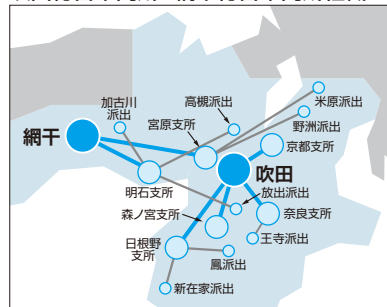 加古川
派出
高槻派出
米原派出
宮原支所
野洲派出
網干
京都支所
吹田
明石支所
放出派出
森ノ宮支所
奈良支所
日根野
支所
王寺派出
鳳派出
新在家派出